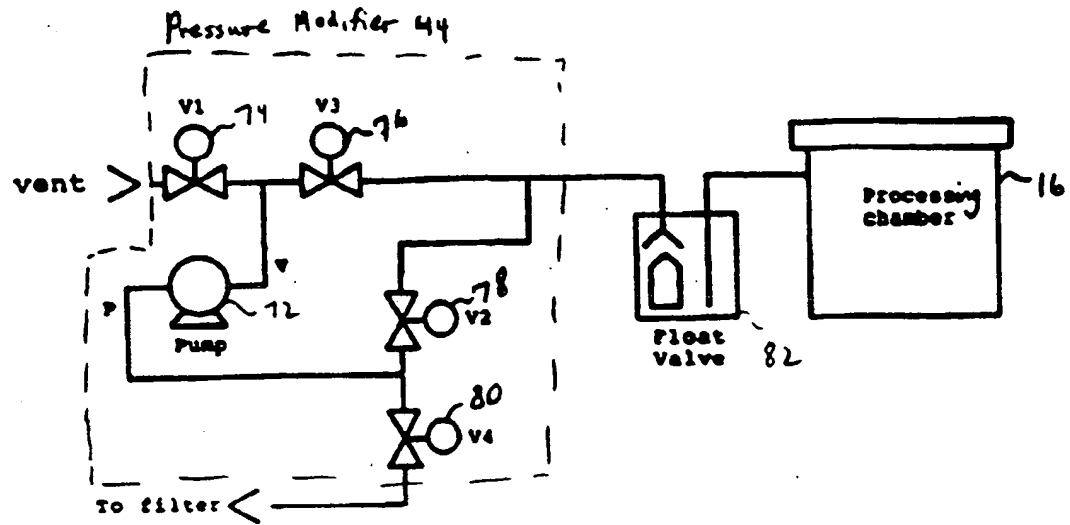 Pressure Modifier 44
V1
74
V3
76
vent
Processing
chamber
16
V
P
72
Pump
78
V2
Float
Valve
82
80
V4
To filter